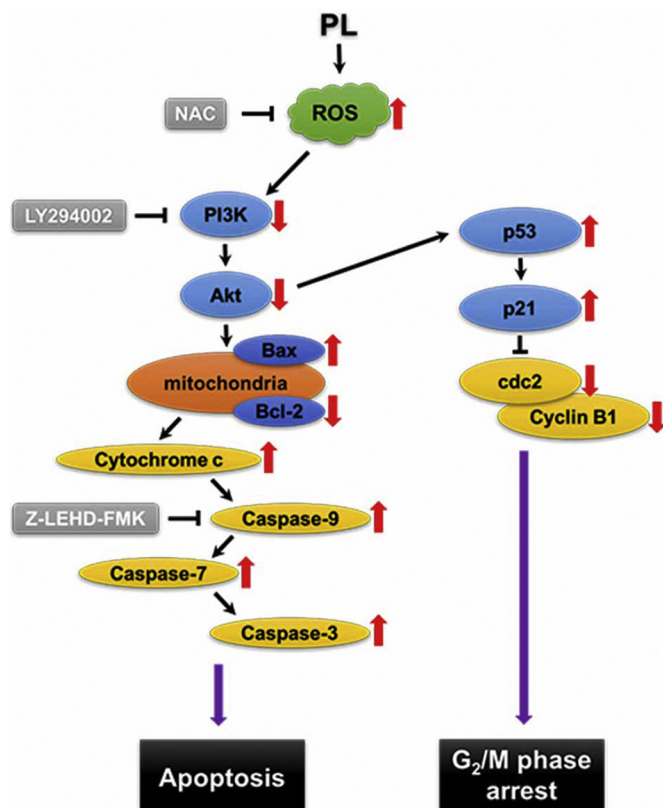 PL
NAC
ROS
LY294002
PI3K
p53
Akt
p21
Bax
mitochondria
cdc2
Bcl-2
Cyclin B1
Cytochrome c
Z-LEHD-FMK
Caspase-9
Caspase-7
Caspase-3
Apoptosis
G₂/M phase
arrest